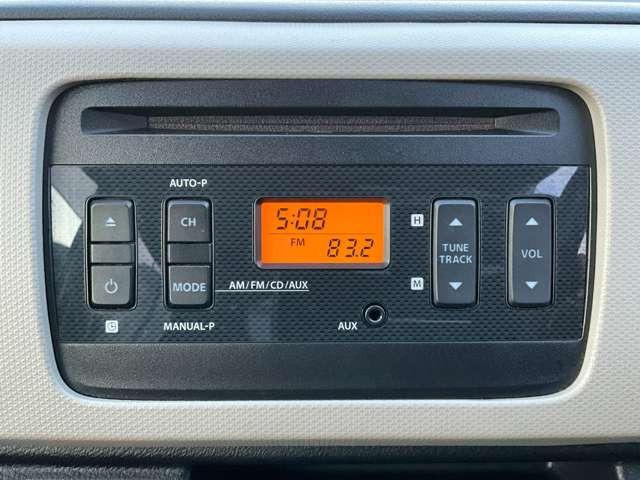 AUTO-P
CH
MODE
MANUAL-P
5:08
FM
83.2
AM/FM/CD/AUX
AUX
H
M
TUNE
TRACK
VOL